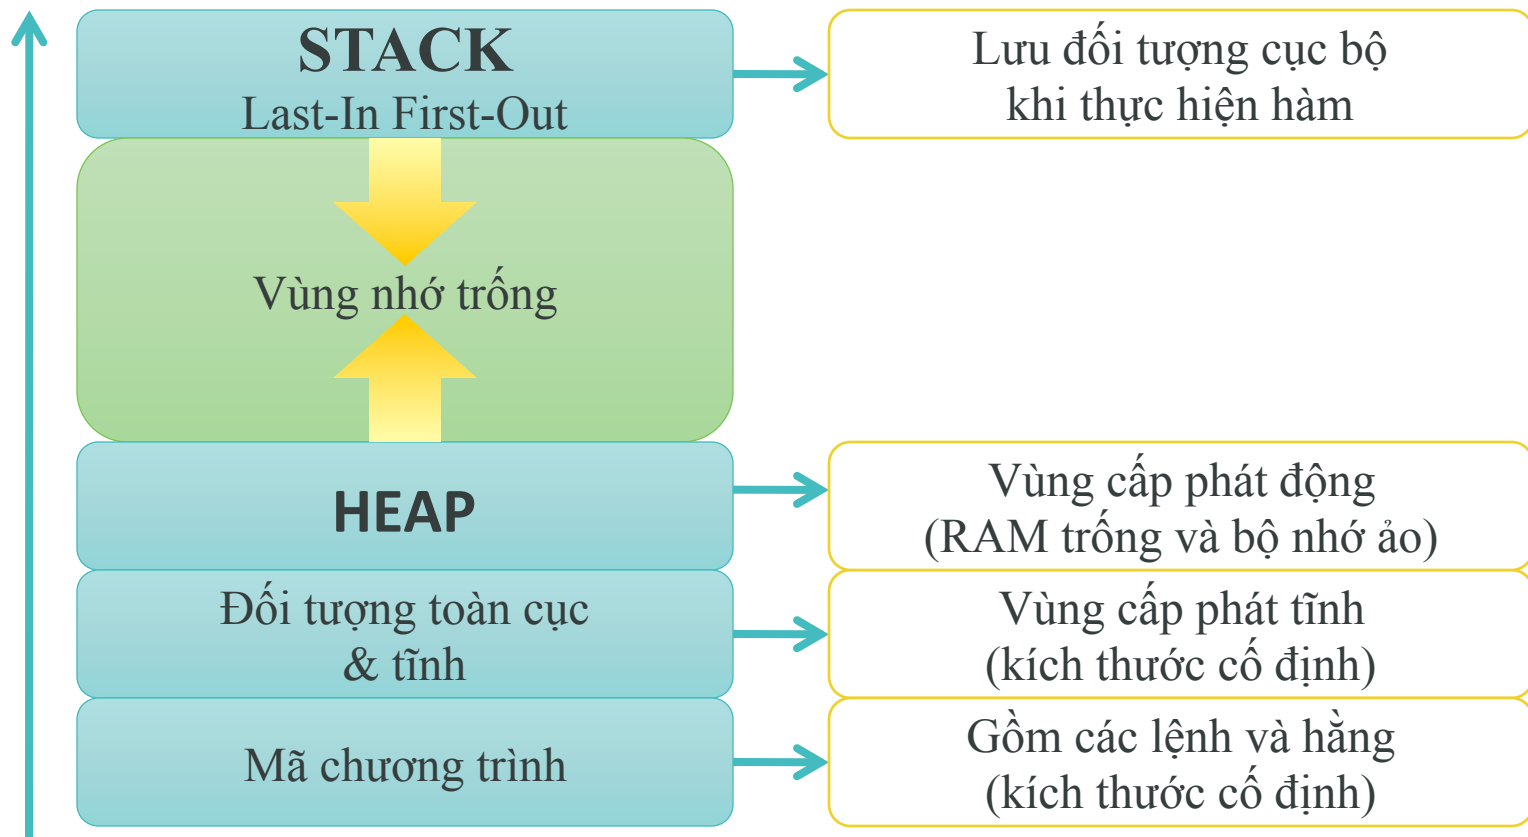 STACK
Last-In First-Out
Lưu đối tượng cục bộ
khi thực hiện hàm
Vùng nhớ trống
HEAP
Vùng cấp phát động
(RAM trống và bộ nhớ ảo)
Đối tượng toàn cục
& tĩnh
Vùng cấp phát tĩnh
(kích thước cố định)
Mã chương trình
Gồm các lệnh và hằng
(kích thước cố định)